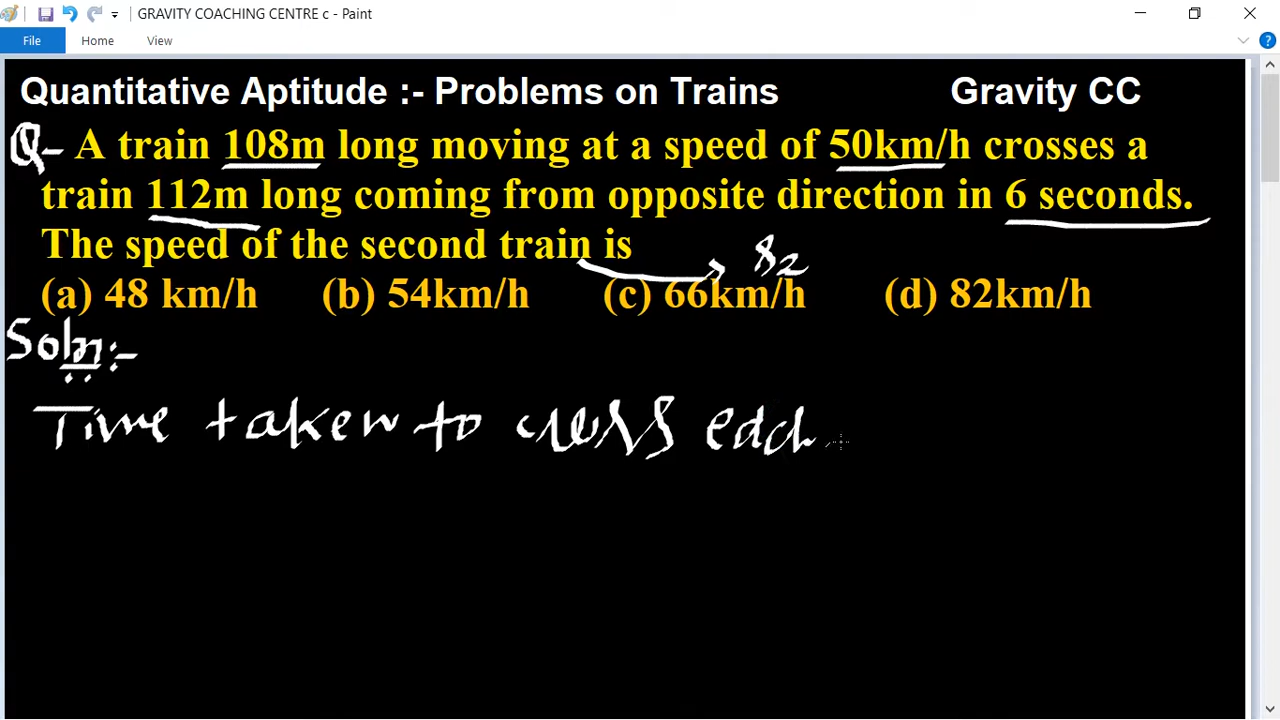 GRAVITY COACHING CENTRE c - Paint
File Home View
Quantitative Aptitude :- Problems on Trains Gravity CC
Q- A train 108m long moving at a speed of 50km/h crosses a
train 112m long coming from opposite direction in 6 seconds.
The speed of the second train is
S2
(a) 48 km/h (b) 54km/h (c) 66km/h (d) 82km/h
Soln:-
Time taken to cross each